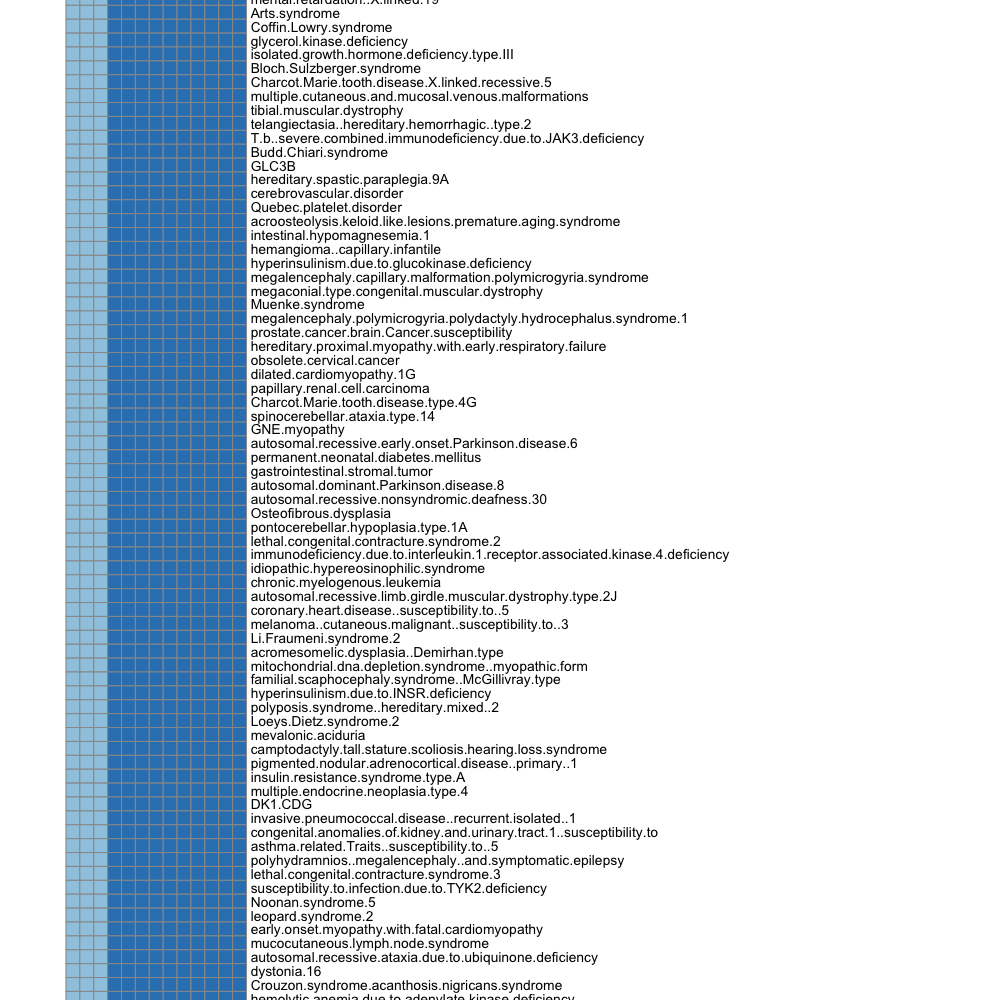 mental.retardation..X.linked.19
Arts.syndrome
Coffin.Lowry.syndrome
glycerol.kinase.deficiency
isolated.growth.hormone.deficiency.type.III
Bloch.Sulzberger.syndrome
Charcot.Marie.tooth.disease.X.linked.recessive.5
multiple.cutaneous.and.mucosal.venous.malformations
tibial.muscular.dystrophy
telangiectasia..hereditary.hemorrhagic..type.2
T.b..severe.combined.immunodeficiency.due.to.JAK3.deficiency
Budd.Chiari.syndrome
GLC3B
hereditary.spastic.paraplegia.9A
cerebrovascular.disorder
Quebec.platelet.disorder
acroosteolysis.keloid.like.lesions.premature.aging.syndrome
intestinal.hypomagnesemia.1
hemangioma..capillary.infantile
hyperinsulinism.due.to.glucokinase.deficiency
megalencephaly.capillary.malformation.polymicrogyria.syndrome
megaconial.type.congenital.muscular.dystrophy
Muenke.syndrome
megalencephaly.polymicrogyria.polydactyly.hydrocephalus.syndrome.1
prostate.cancer.brain.Cancer.susceptibility
hereditary.proximal.myopathy.with.early.respiratory.failure
obsolete.cervical.cancer
dilated.cardiomyopathy.1G
papillary.renal.cell.carcinoma
Charcot.Marie.tooth.disease.type.4G
spinocerebellar.ataxia.type.14
GNE.myopathy
autosomal.recessive.early.onset.Parkinson.disease.6
permanent.neonatal.diabetes.mellitus
gastrointestinal.stromal.tumor
autosomal.dominant.Parkinson.disease.8
autosomal.recessive.nonsyndromic.deafness.30
Osteofibrous.dysplasia
pontocerebellar.hypoplasia.type.1A
lethal.congenital.contracture.syndrome.2
immunodeficiency.due.to.interleukin.1.receptor.associated.kinase.4.deficiency
idiopathic.hypereosinophilic.syndrome
chronic.myelogenous.leukemia
autosomal.recessive.limb.girdle.muscular.dystrophy.type.2J
coronary.heart.disease..susceptibility.to..5
melanoma..cutaneous.malignant..susceptibility.to..3
Li.Fraumeni.syndrome.2
acromesomelic.dysplasia..Demirhan.type
mitochondrial.dna.depletion.syndrome..myopathic.form
familial.scaphocephaly.syndrome..McGillivray.type
hyperinsulinism.due.to.INSR.deficiency
polyposis.syndrome..hereditary.mixed..2
Loeys.Dietz.syndrome.2
mevalonic.aciduria
camptodactyly.tall.stature.scoliosis.hearing.loss.syndrome
pigmented.nodular.adrenocortical.disease..primary..1
insulin.resistance.syndrome.type.A
multiple.endocrine.neoplasia.type.4
DK1.CDG
invasive.pneumococcal.disease..recurrent.isolated..1
congenital.anomalies.of.kidney.and.urinary.tract.1..susceptibility.to
asthma.related.Traits..susceptibility.to..5
polyhydramnios..megalencephaly..and.symptomatic.epilepsy
lethal.congenital.contracture.syndrome.3
susceptibility.to.infection.due.to.TYK2.deficiency
Noonan.syndrome.5
leopard.syndrome.2
early.onset.myopathy.with.fatal.cardiomyopathy
mucocutaneous.lymph.node.syndrome
autosomal.recessive.ataxia.due.to.ubiquinone.deficiency
dystonia.16
Crouzon.syndrome.acanthosis.nigricans.syndrome
hemolytic.anemia.due.to.adenylate.kinase.deficiency